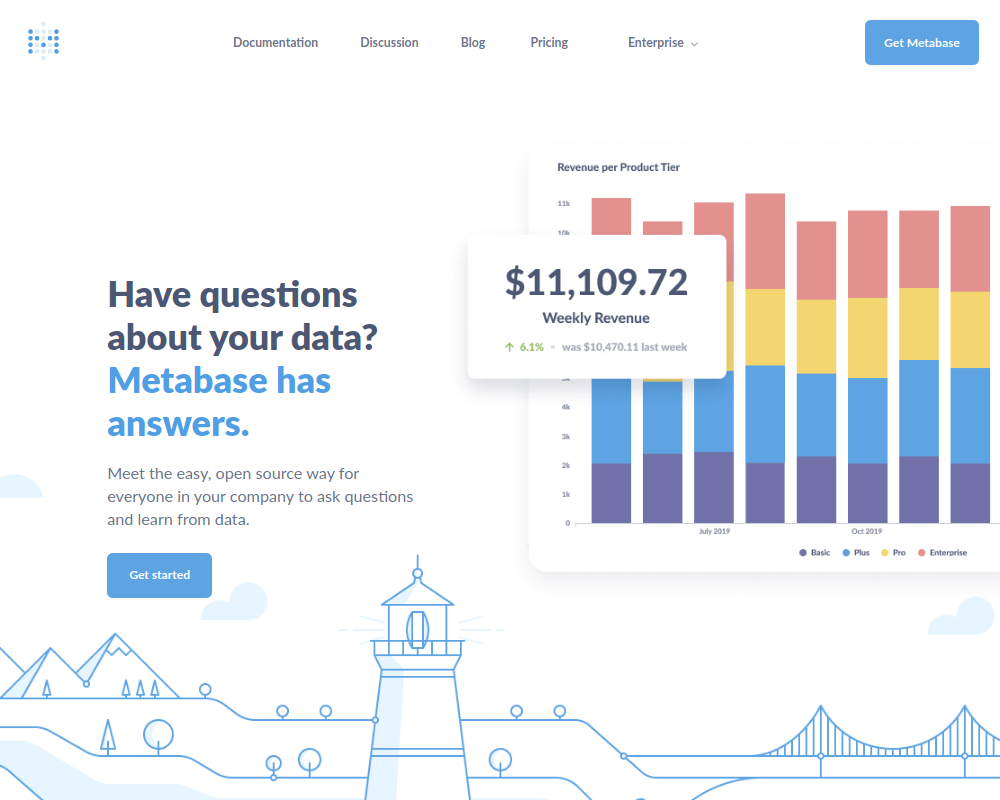 Documentation
Discussion
Blog
Pricing
Enterprise
Get Metabase
Revenue per Product Tier
11k
10k
$11,109.72
Weekly Revenue
6.1% • was $10,470.11 last week
4k
3k
2k
1k
0
July 2019
Oct 2019
Basic
Plus
Pro
Enterprise
Have questions
about your data?
Metabase has
answers.
Meet the easy, open source way for
everyone in your company to ask questions
and learn from data.
Get started